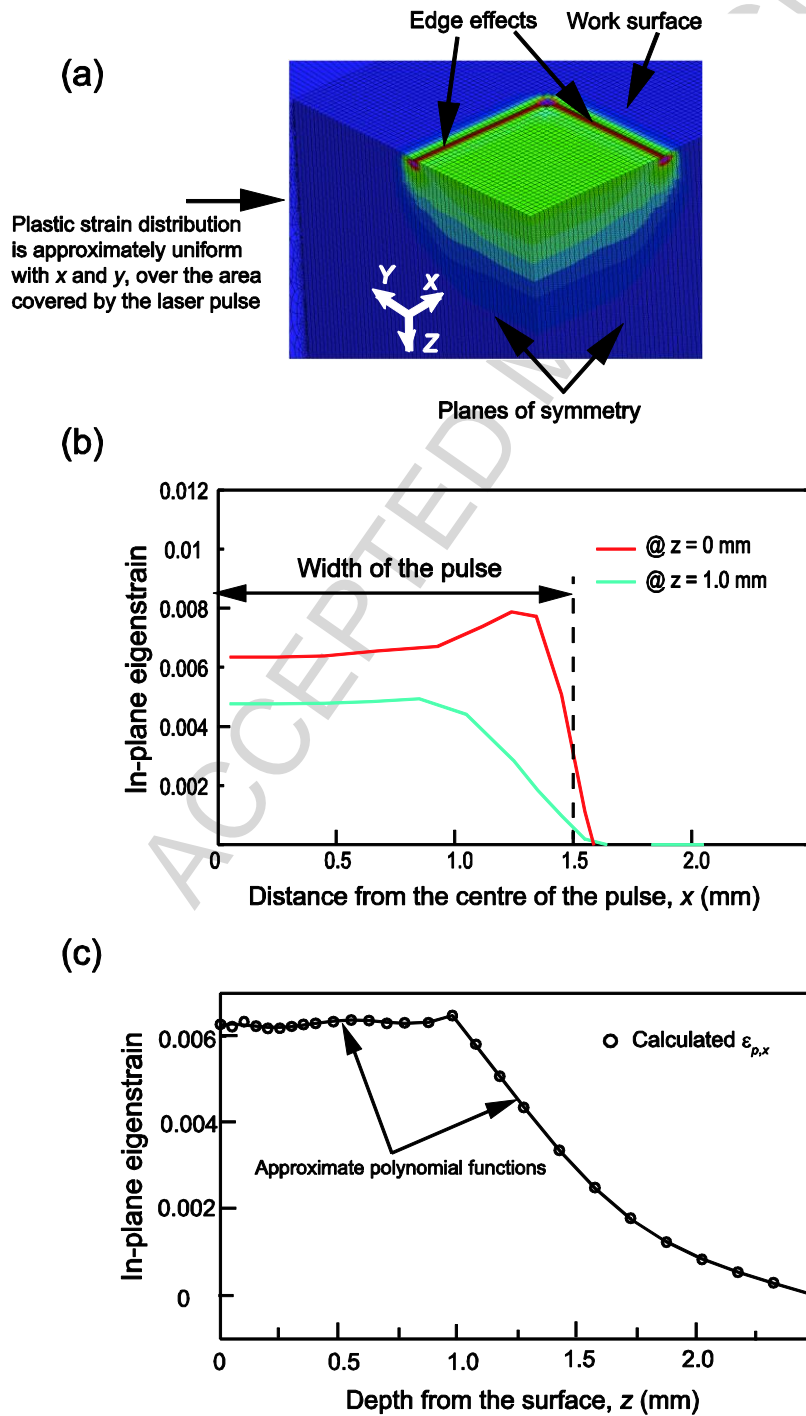 (a)
Edge effects
Work surface
Plastic strain distribution
is approximately uniform
with x and y, over the area
covered by the laser pulse
Y
x
Z
Planes of symmetry
(b)
In-plane eigenstrain
0.012
0.01
0.008
0.006
0.004
0.002
Width of the pulse
@ z = 0 mm
@ z = 1.0 mm
0
0.5
1.0
1.5
2.0
Distance from the centre of the pulse, x (mm)
(c)
In-plane eigenstrain
0.006
0.004
0.002
0
Calculated εp,x
Approximate polynomial functions
0
0.5
1.0
1.5
2.0
Depth from the surface, z (mm)
ACCEPTED M